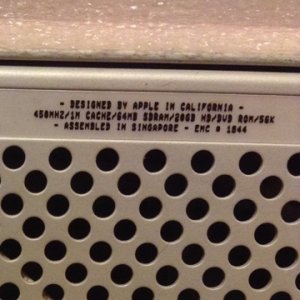 - DESIGNED BY APPLE IN CALIFORNIA -
450MHZ/1M CACHE/64MB SDRAM/20GB HD/DVD ROM/56K
- ASSEMBLED IN SINGAPORE - EMC # 1844